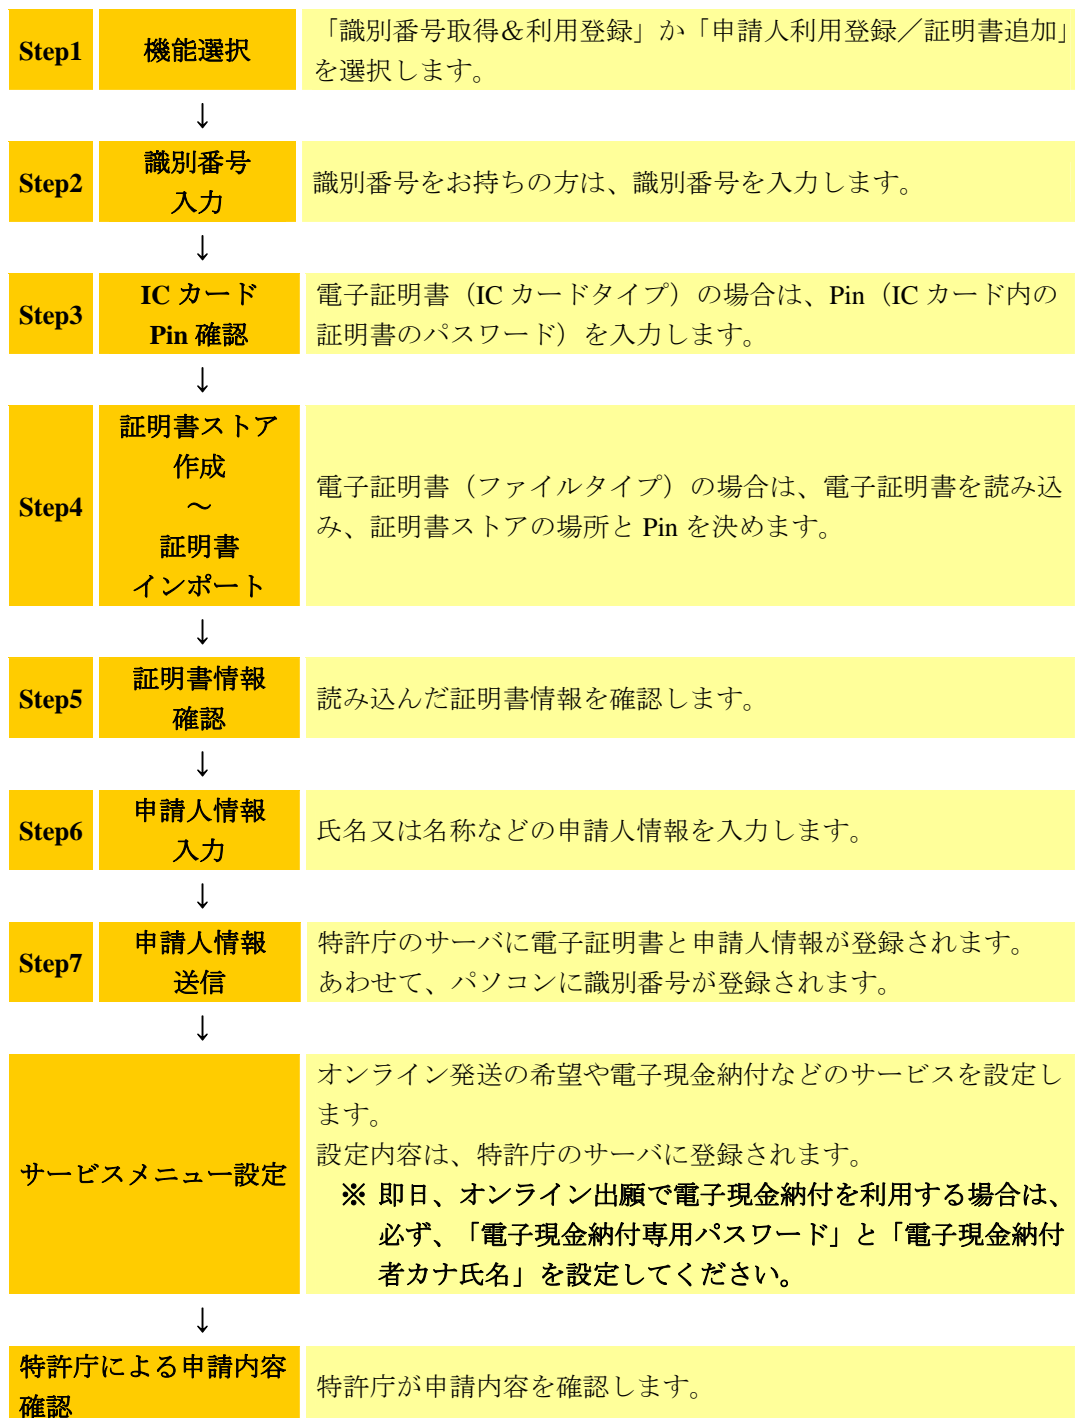 Step1
機能選択
「識別番号取得&利用登録」か「申請人利用登録／証明書追加」
を選択します。
↓
Step2
識別番号
入力
識別番号をお持ちの方は、識別番号を入力します。
↓
Step3
IC カード
Pin 確認
電子証明書（IC カードタイプ）の場合は、Pin（IC カード内の
証明書のパスワード）を入力します。
↓
Step4
証明書ストア
作成
～
証明書
インポート
電子証明書（ファイルタイプ）の場合は、電子証明書を読み込
み、証明書ストアの場所と Pin を決めます。
↓
Step5
証明書情報
確認
読み込んだ証明書情報を確認します。
↓
Step6
申請人情報
入力
氏名又は名称などの申請人情報を入力します。
↓
Step7
申請人情報
送信
特許庁のサーバに電子証明書と申請人情報が登録されます。
あわせて、パソコンに識別番号が登録されます。
↓
サービスメニュー設定
オンライン発送の希望や電子現金納付などのサービスを設定し
ます。
設定内容は、特許庁のサーバに登録されます。
※ 即日、オンライン出願で電子現金納付を利用する場合は、
必ず、「電子現金納付専用パスワード」と「電子現金納付
者カナ氏名」を設定してください。
↓
特許庁による申請内容
確認
特許庁が申請内容を確認します。